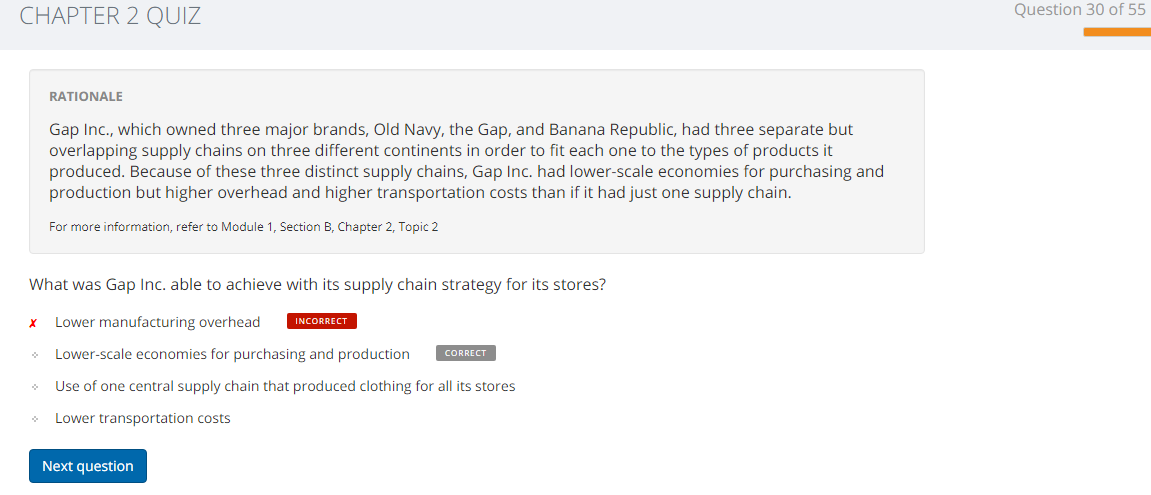 CHAPTER 2 QUIZ
Question 30 of 55
RATIONALE
Gap Inc., which owned three major brands, Old Navy, the Gap, and Banana Republic, had three separate but
overlapping supply chains on three different continents in order to fit each one to the types of products it
produced. Because of these three distinct supply chains, Gap Inc. had lower-scale economies for purchasing and
production but higher overhead and higher transportation costs than if it had just one supply chain.
For more information, refer to Module 1, Section B, Chapter 2, Topic 2
What was Gap Inc. able to achieve with its supply chain strategy for its stores?
✗ Lower manufacturing overhead INCORRECT
Lower-scale economies for purchasing and production CORRECT
Use of one central supply chain that produced clothing for all its stores
Lower transportation costs
Next question